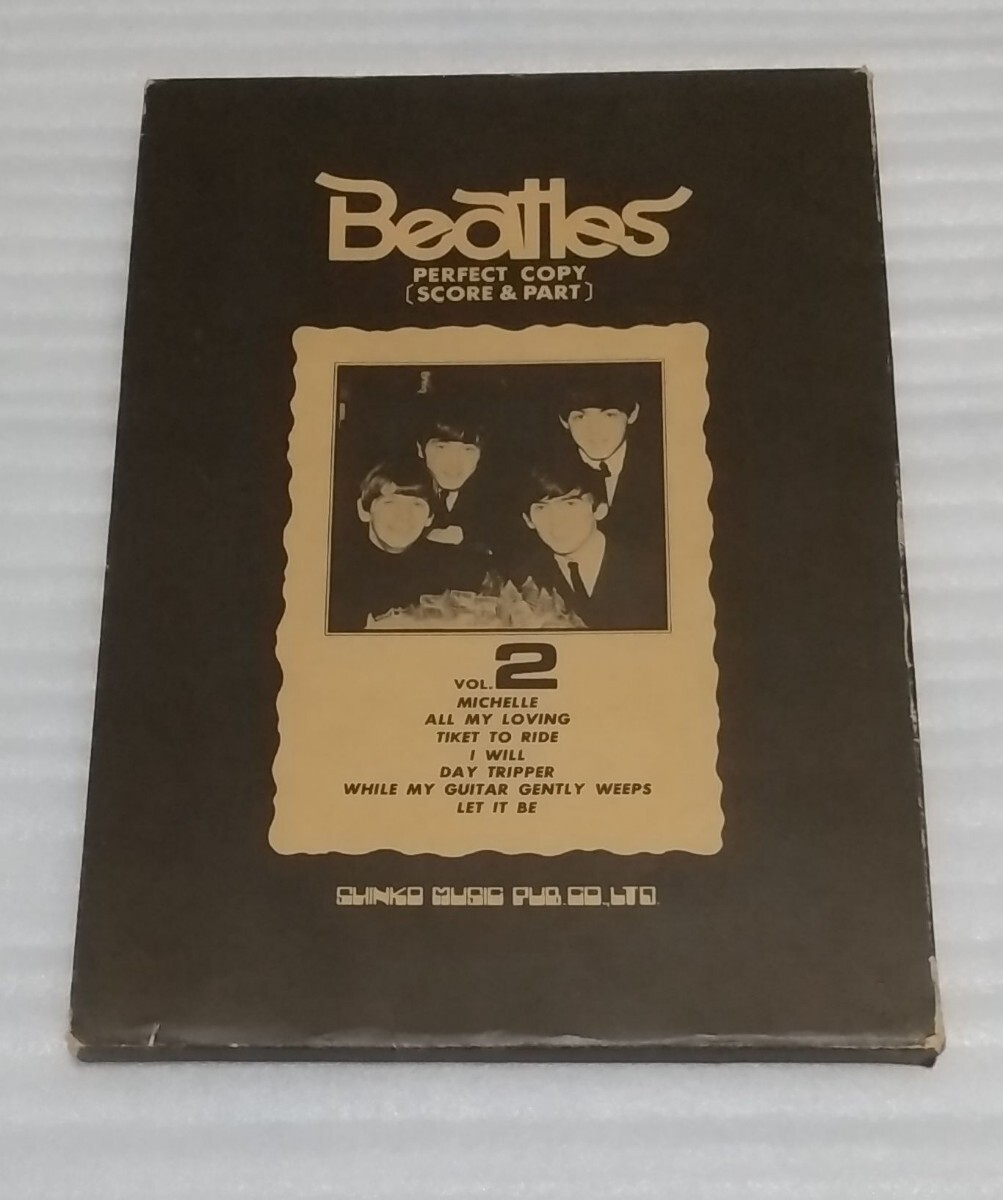 Beatles
PERFECT COPY
[SCORE & PART]
VOL. 2
MICHELLE
ALL MY LOVING
TIKET TO RIDE
I WILL
DAY TRIPPER
WHILE MY GUITAR GENTLY WEEPS
LET IT BE
SHINKO MUSIC PUB. CO., LTD.